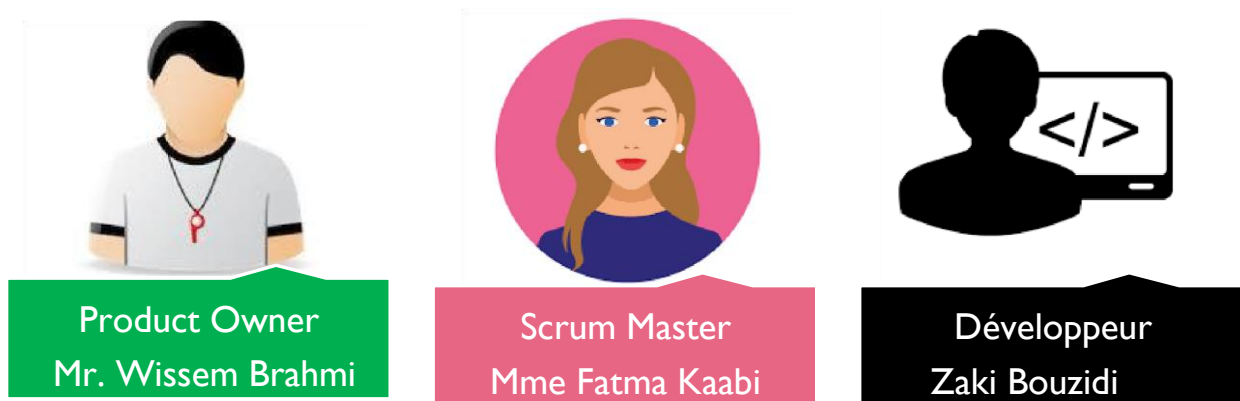 </>
Product Owner
Mr. Wissem Brahmi
Scrum Master
Mme Fatma Kaabi
Développeur
Zaki Bouzidi